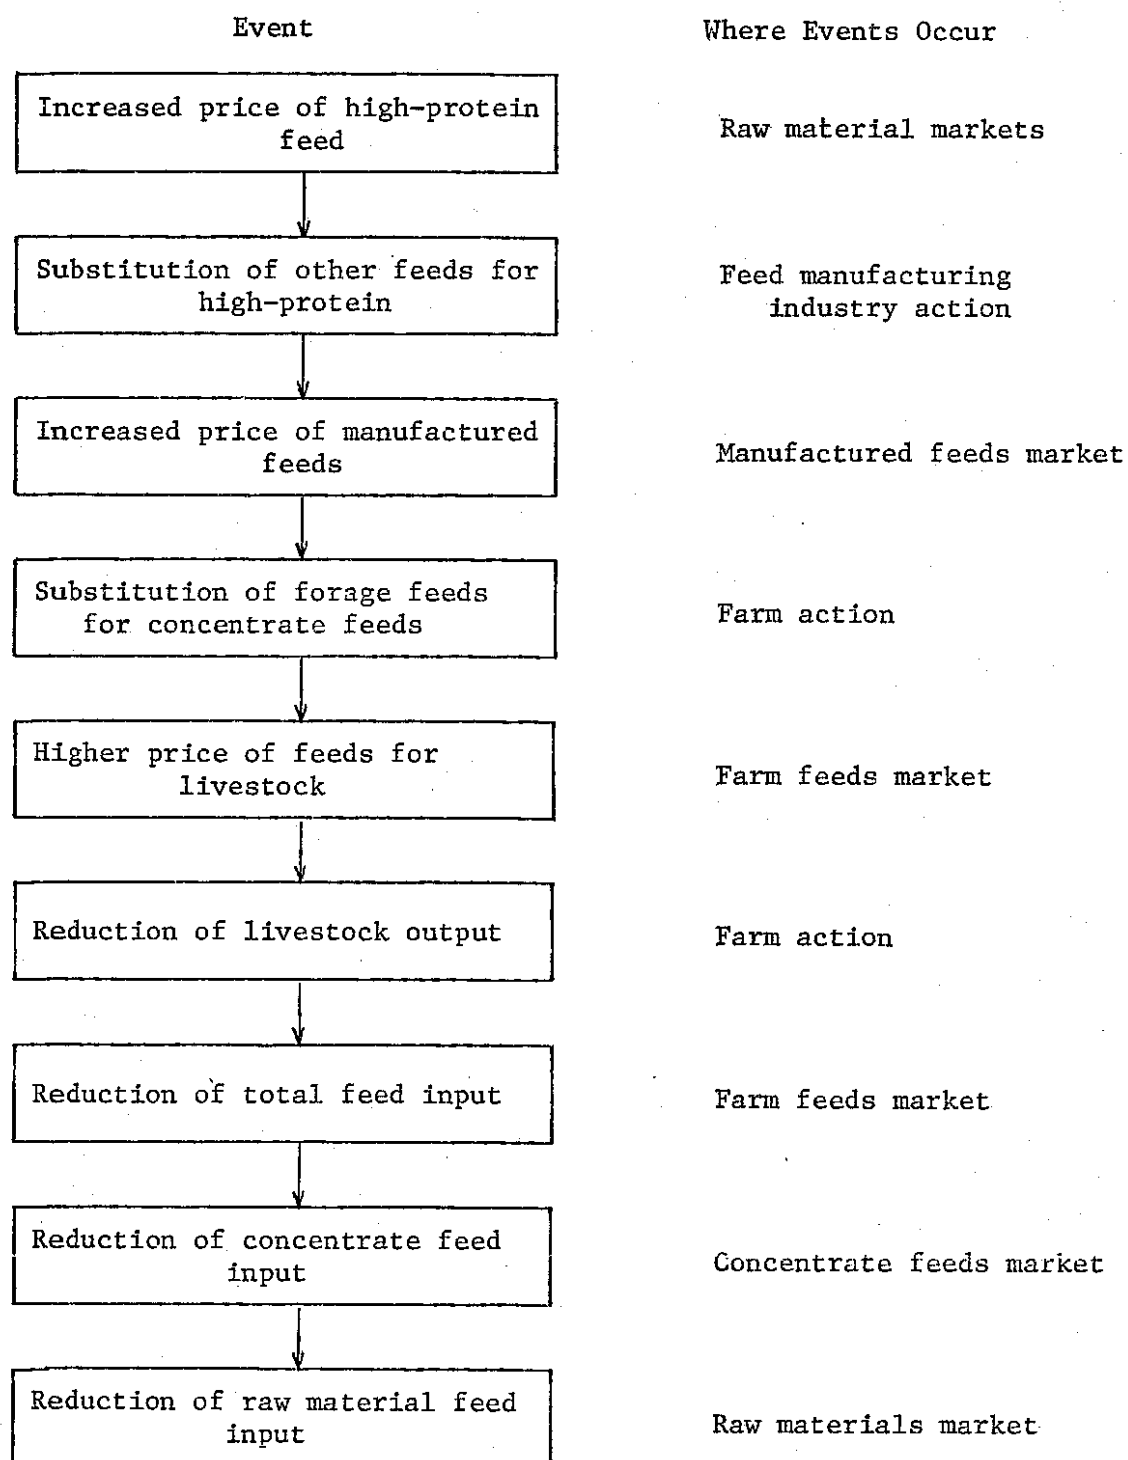 Event
Where Events Occur
Increased price of high-protein
feed
Raw material markets
Substitution of other feeds for
high-protein
Feed manufacturing
industry action
Increased price of manufactured
feeds
Manufactured feeds market
Substitution of forage feeds
for concentrate feeds
Farm action
Higher price of feeds for
livestock
Farm feeds market
Reduction of livestock output
Farm action
Reduction of total feed input
Farm feeds market
Reduction of concentrate feed
input
Concentrate feeds market
Reduction of raw material feed
input
Raw materials market